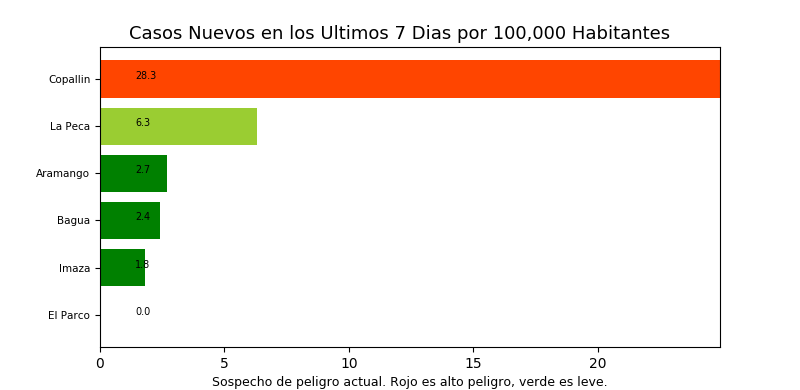 Casos Nuevos en los Ultimos 7 Dias por 100,000 Habitantes
Copallin 28.3
La Peca 6.3
Aramango 2.7
Bagua 2.4
Imaza 1.8
El Parco 0.0
0 5 10 15 20
Sospecho de peligro actual. Rojo es alto peligro, verde es leve.